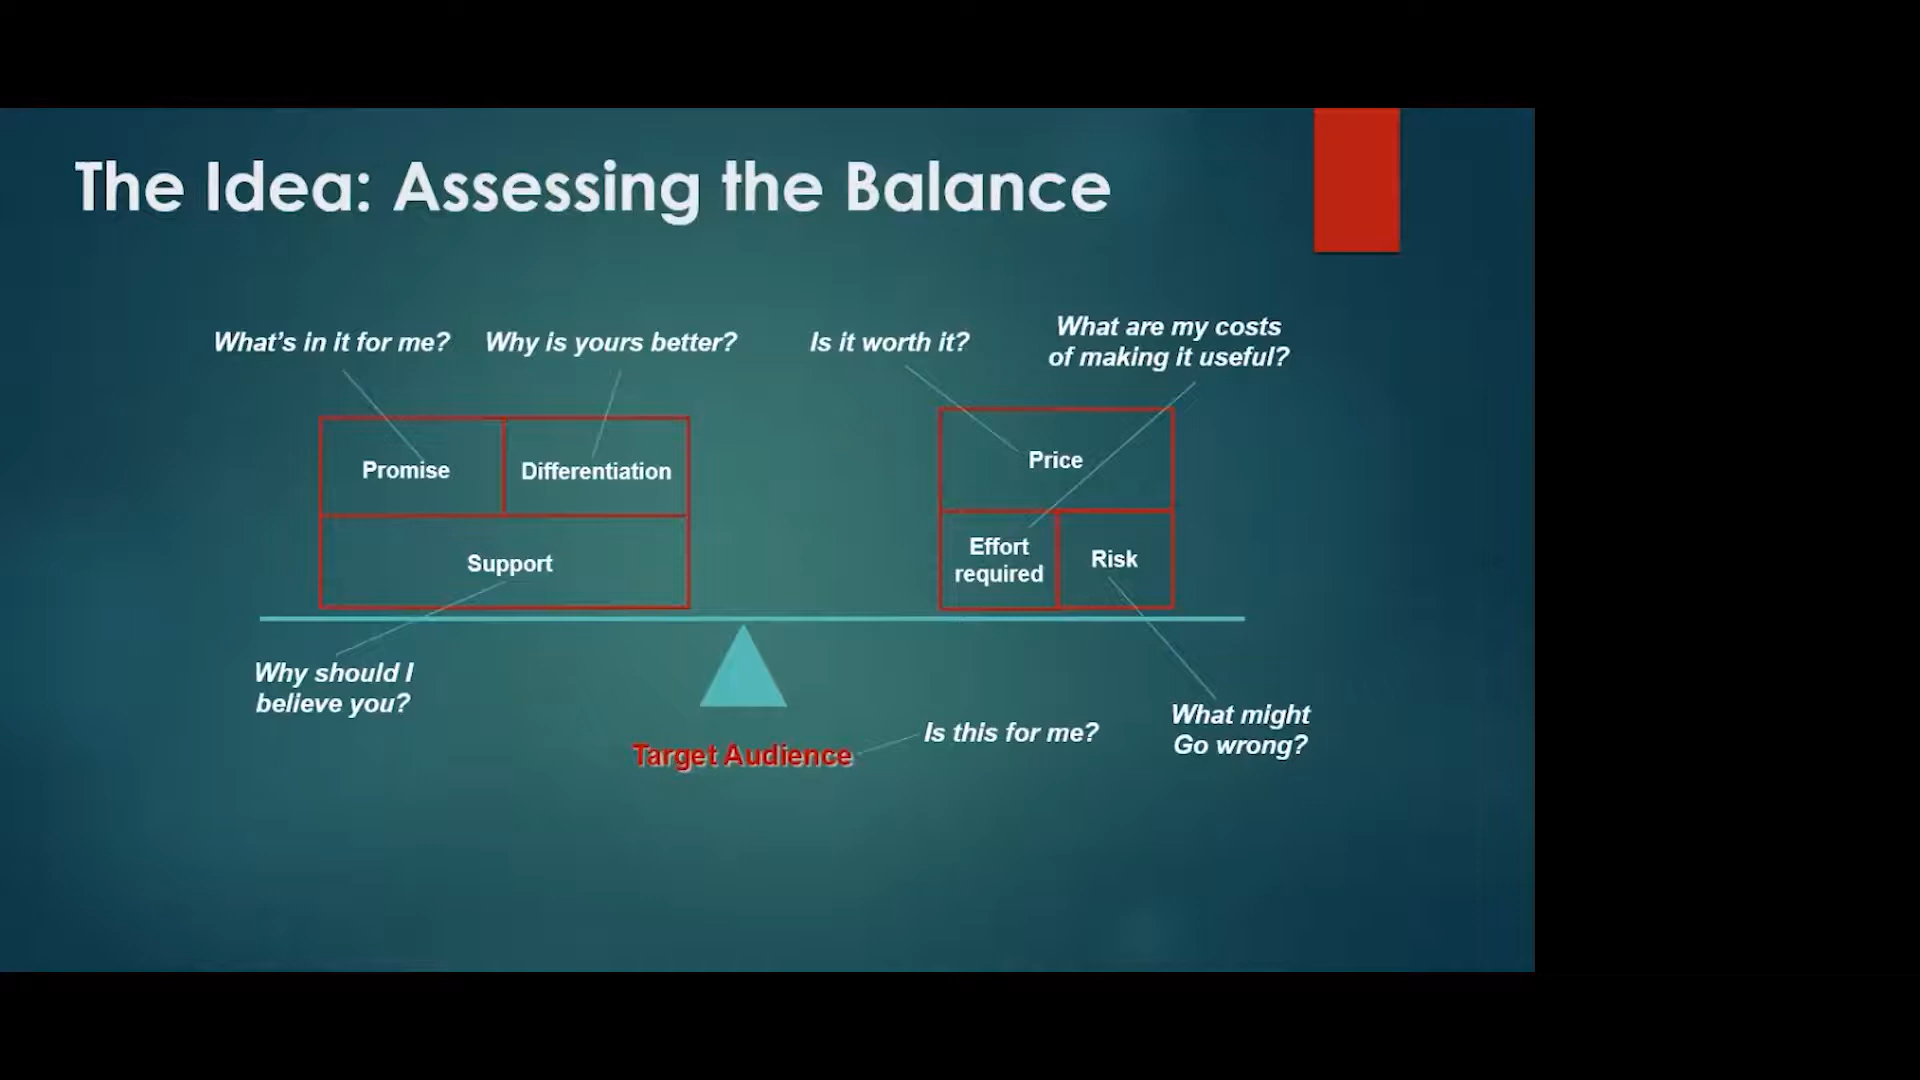 The Idea: Assessing the Balance
What's in it for me?
Why is yours better?
Is it worth it?
What are my costs
of making it useful?
Promise
Differentiation
Support
Price
Effort
required
Risk
Why should I
believe you?
Target Audience
Is this for me?
What might
Go wrong?